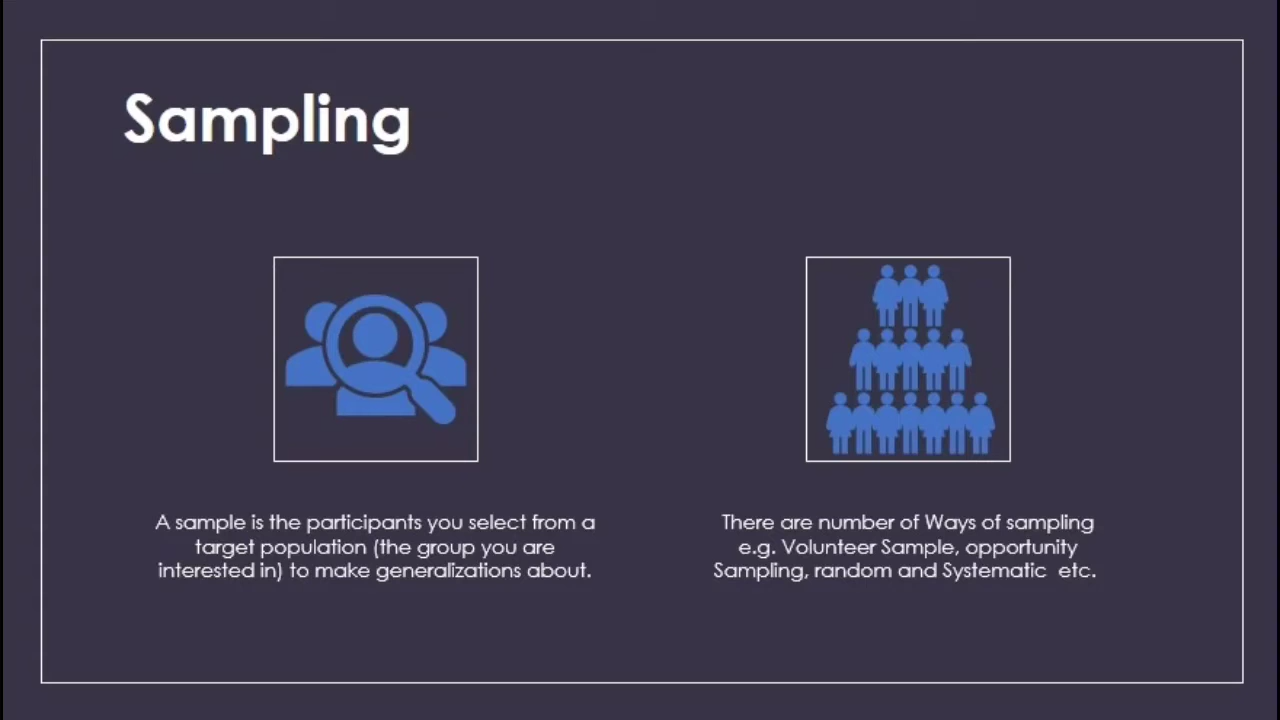 Sampling
A sample is the participants you select from a
target population (the group you are
interested in) to make generalizations about.
There are number of Ways of sampling
e.g. Volunteer Sample, opportunity
Sampling, random and Systematic etc.